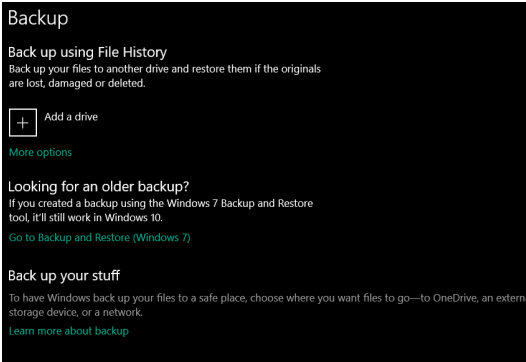 Backup
Back up using File History
Back up your files to another drive and restore them if the originals
are lost, damaged or deleted.
Add a drive
More options
Looking for an older backup?
If you created a backup using the Windows 7 Backup and Restore
tool, it'll still work in Windows 10.
Go to Backup and Restore (Windows 7)
Back up your stuff
To have Windows back up your files to a safe place, choose where you want files to go—to OneDrive, an extern
storage device, or a network.
Learn more about backup